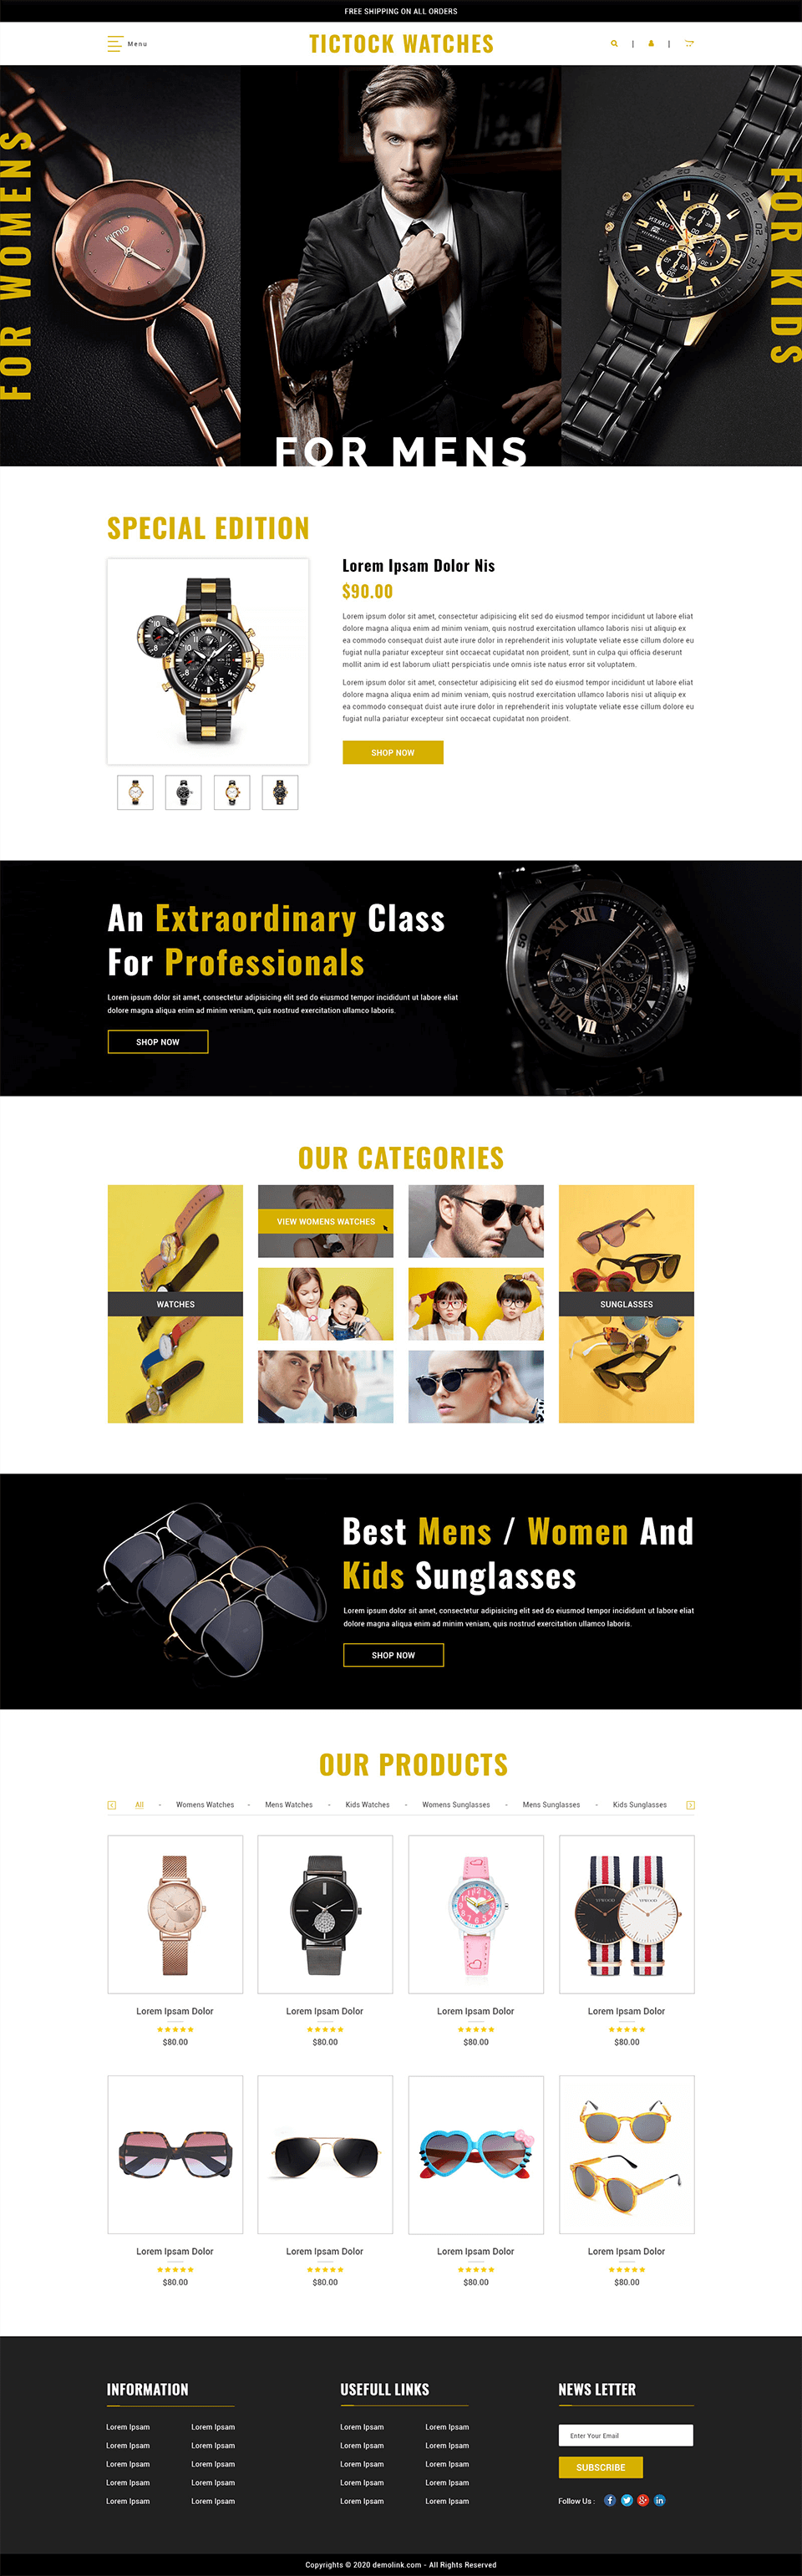 FREE SHIPPING ON ALL ORDERS
Menu
TICTOCK WATCHES
FOR WOMENS
KIMIO
FOR MENS
CURREN
FOR KIDS
SPECIAL EDITION
Lorem Ipsam Dolor Nis
$90.00
Lorem ipsum dolor sit amet, consectetur adipisicing elit sed do eiusmod tempor incididunt ut labore eliat
dolore magna aliquia enim ad minim veniam, quis nostrud exercitation ullamco laboris nisi ut aliquip ex
ea commodo consequat duist aute irure dolor in reprehenderit inis voluptate veliate esse cillum dolore eu
fugiat nulla pariatur excepteur sint occaecat cupidatat non proident, sunt in culpa qui officia deserunt
mollit anim id est laborum uliatt perspiciatis unde omnis iste natus error sit voluptatem.
Lorem ipsum dolor sit amet, consectetur adipisicing elit sed do eiusmod tempor incididunt ut labore eliat
dolore magna aliquia enim ad minim veniam, quis nostrud exercitation ullamco laboris nisi ut aliquip ex
ea commodo consequat duist aute irure dolor in reprehenderit inis voluptate veliate esse cillum dolore eu
fugiat nulla pariatur excepteur sint occaecat cupidatat non proident.
SHOP NOW
An Extraordinary Class
For Professionals
Lorem ipsum dolor sit amet, consectetur adipisicing elit sed do eiusmod tempor incididunt ut labore eliat
dolore magna aliqua enim ad minim veniam, quis nostrud exercitation ullamco laboris.
SHOP NOW
OUR CATEGORIES
VIEW WOMENS WATCHES
WATCHES
SUNGLASSES
Best Mens / Women And
Kids Sunglasses
Lorem ipsum dolor sit amet, consectetur adipisicing elit sed do eiusmod tempor incididunt ut labore eliat
dolore magna aliqua enim ad minim veniam, quis nostrud exercitation ullamco laboris.
SHOP NOW
OUR PRODUCTS
All - Womens Watches - Mens Watches - Kids Watches - Womens Sunglasses - Mens Sunglasses - Kids Sunglasses
Lorem Ipsam Dolor Lorem Ipsam Dolor Lorem Ipsam Dolor Lorem Ipsam Dolor
$80.00 $80.00 $80.00 $80.00
Lorem Ipsam Dolor Lorem Ipsam Dolor Lorem Ipsam Dolor Lorem Ipsam Dolor
$80.00 $80.00 $80.00 $80.00
INFORMATION
Lorem Ipsam Lorem Ipsam
Lorem Ipsam Lorem Ipsam
Lorem Ipsam Lorem Ipsam
Lorem Ipsam Lorem Ipsam
Lorem Ipsam Lorem Ipsam
USEFULL LINKS
Lorem Ipsam Lorem Ipsam
Lorem Ipsam Lorem Ipsam
Lorem Ipsam Lorem Ipsam
Lorem Ipsam Lorem Ipsam
Lorem Ipsam Lorem Ipsam
NEWS LETTER
Enter Your Email
SUBSCRIBE
Follow Us :
Copyrights © 2020 demolink.com - All Rights Reserved